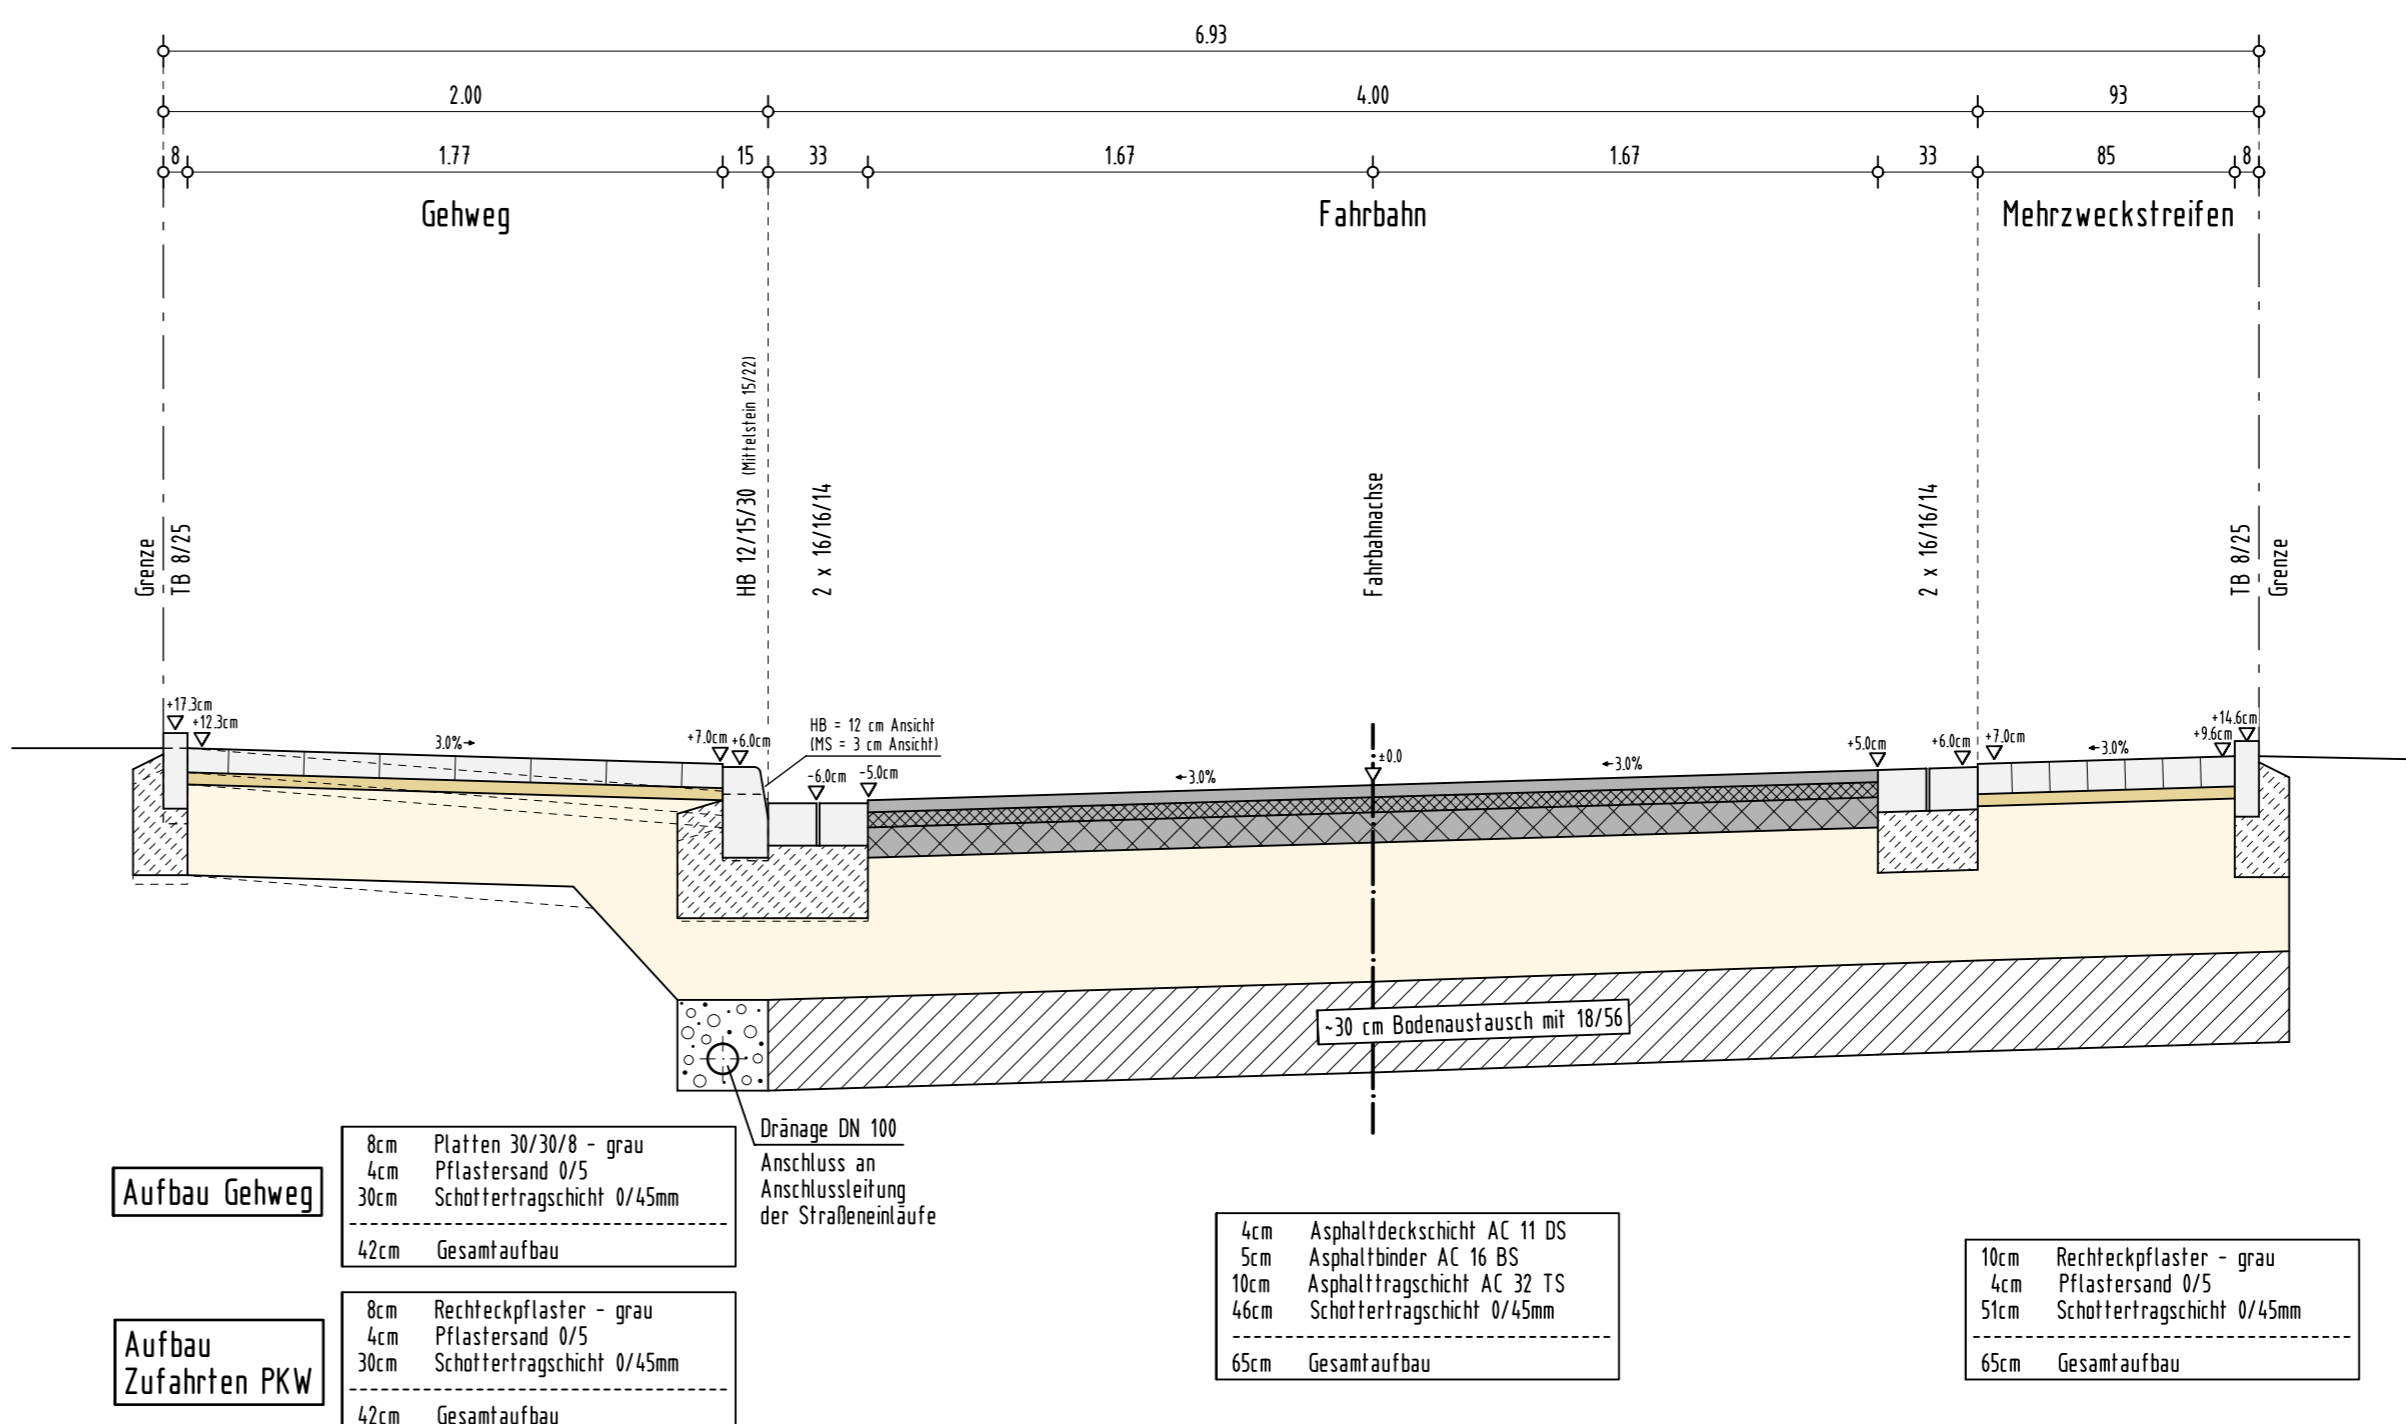 6.93
2.00
4.00
93
8
1.77
15
33
1.67
1.67
33
85
8
Gehweg
Fahrbahn
Mehrzweckstreifen
Grenze
TB 8/25
HB 12/15/30 (Mittelstein 15/22)
2 x 16/16/14
Fahrbahnachse
2 x 16/16/14
TB 8/25
Grenze
+17.3cm
+12.3cm
3.0%→
+7.0cm
+6.0cm
HB = 12 cm Ansicht
(MS = 3 cm Ansicht)
-6.0cm
-5.0cm
←3.0%
±0.0
←3.0%
+5.0cm
+6.0cm
+7.0cm
←3.0%
+14.6cm
+9.6cm
~30 cm Bodenaustausch mit 18/56
Dränage DN 100
Anschluss an
Anschlussleitung
der Straßeneinläufe
Aufbau Gehweg
8cm Platten 30/30/8 - grau
4cm Pflastersand 0/5
30cm Schottertragschicht 0/45mm
42cm Gesamtaufbau
Aufbau
Zufahrten PKW
8cm Rechteckpflaster - grau
4cm Pflastersand 0/5
30cm Schottertragschicht 0/45mm
42cm Gesamtaufbau
4cm Asphaltdeckschicht AC 11 DS
5cm Asphaltbinder AC 16 BS
10cm Asphalttragschicht AC 32 TS
46cm Schottertragschicht 0/45mm
65cm Gesamtaufbau
10cm Rechteckpflaster - grau
4cm Pflastersand 0/5
51cm Schottertragschicht 0/45mm
65cm Gesamtaufbau